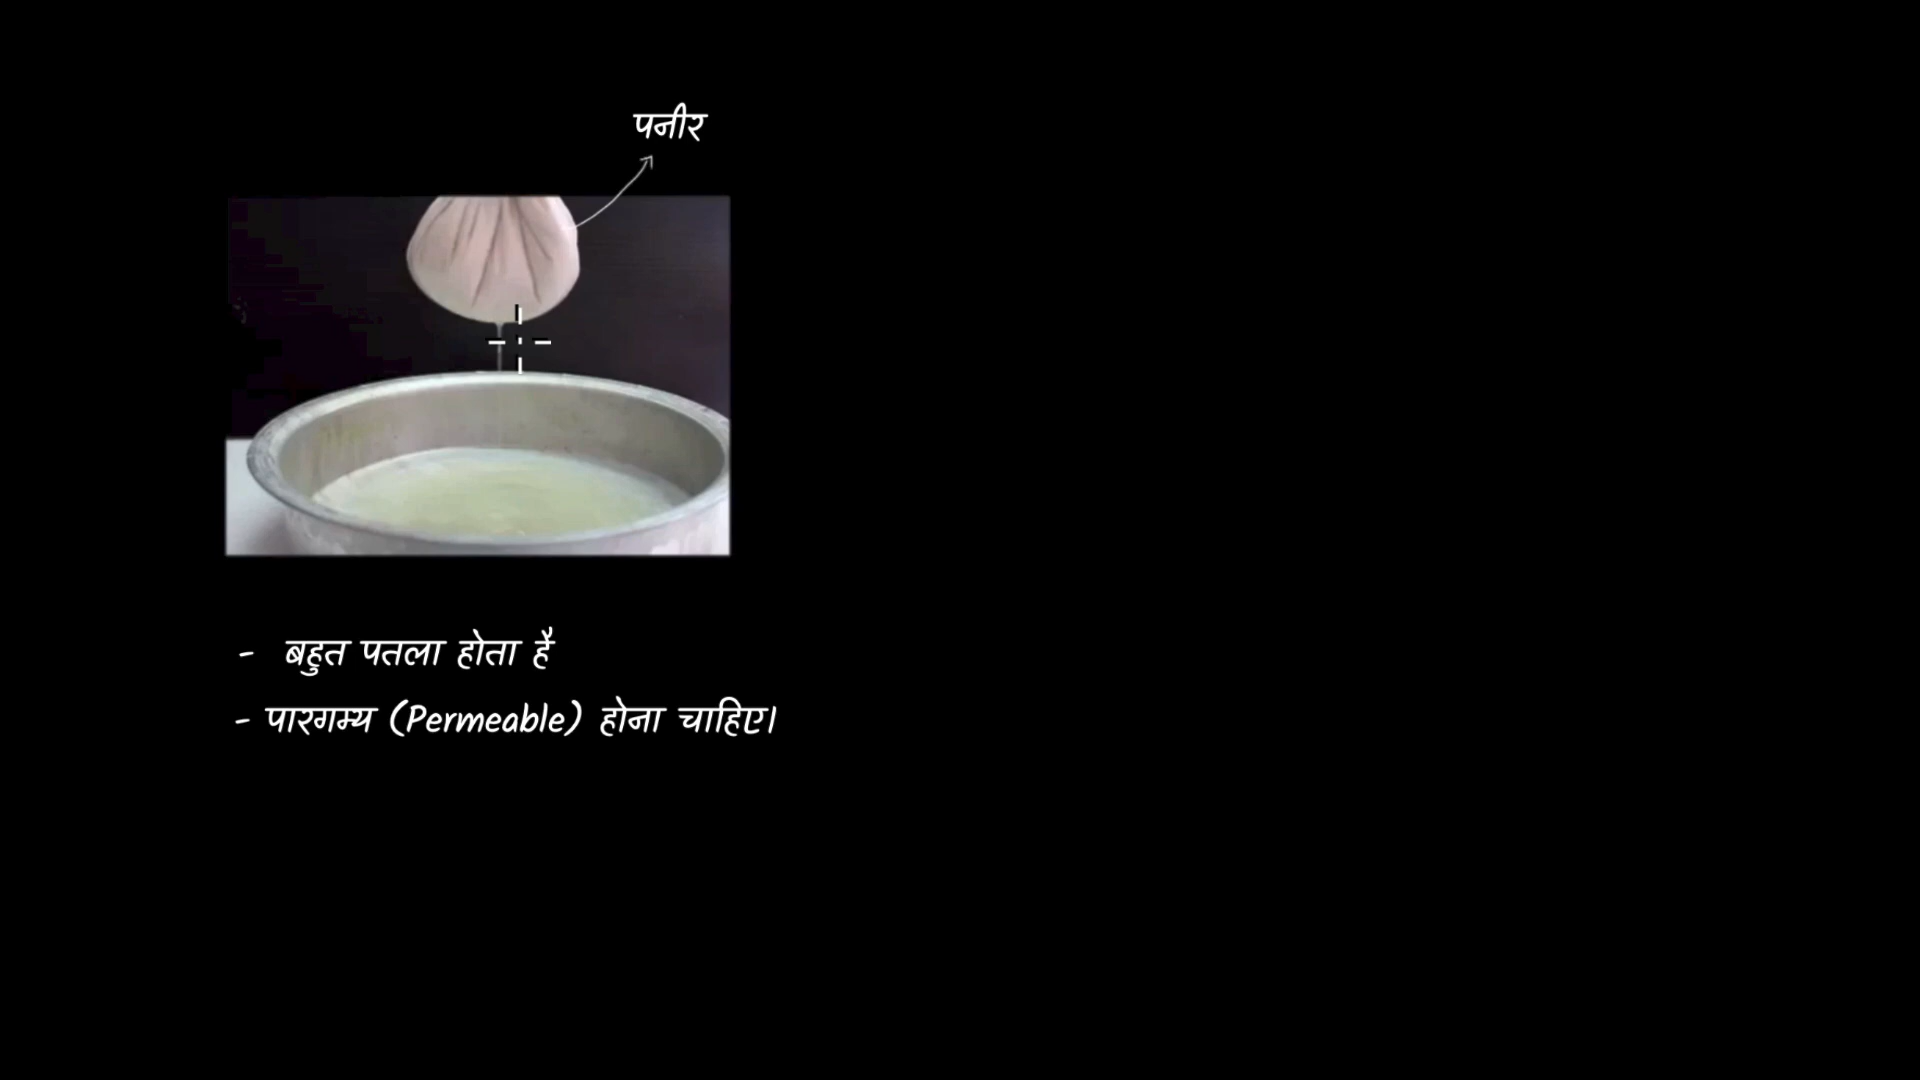 पनीर
- बहुत पतला होता है
- पारगम्य (Permeable) होना चाहिए।